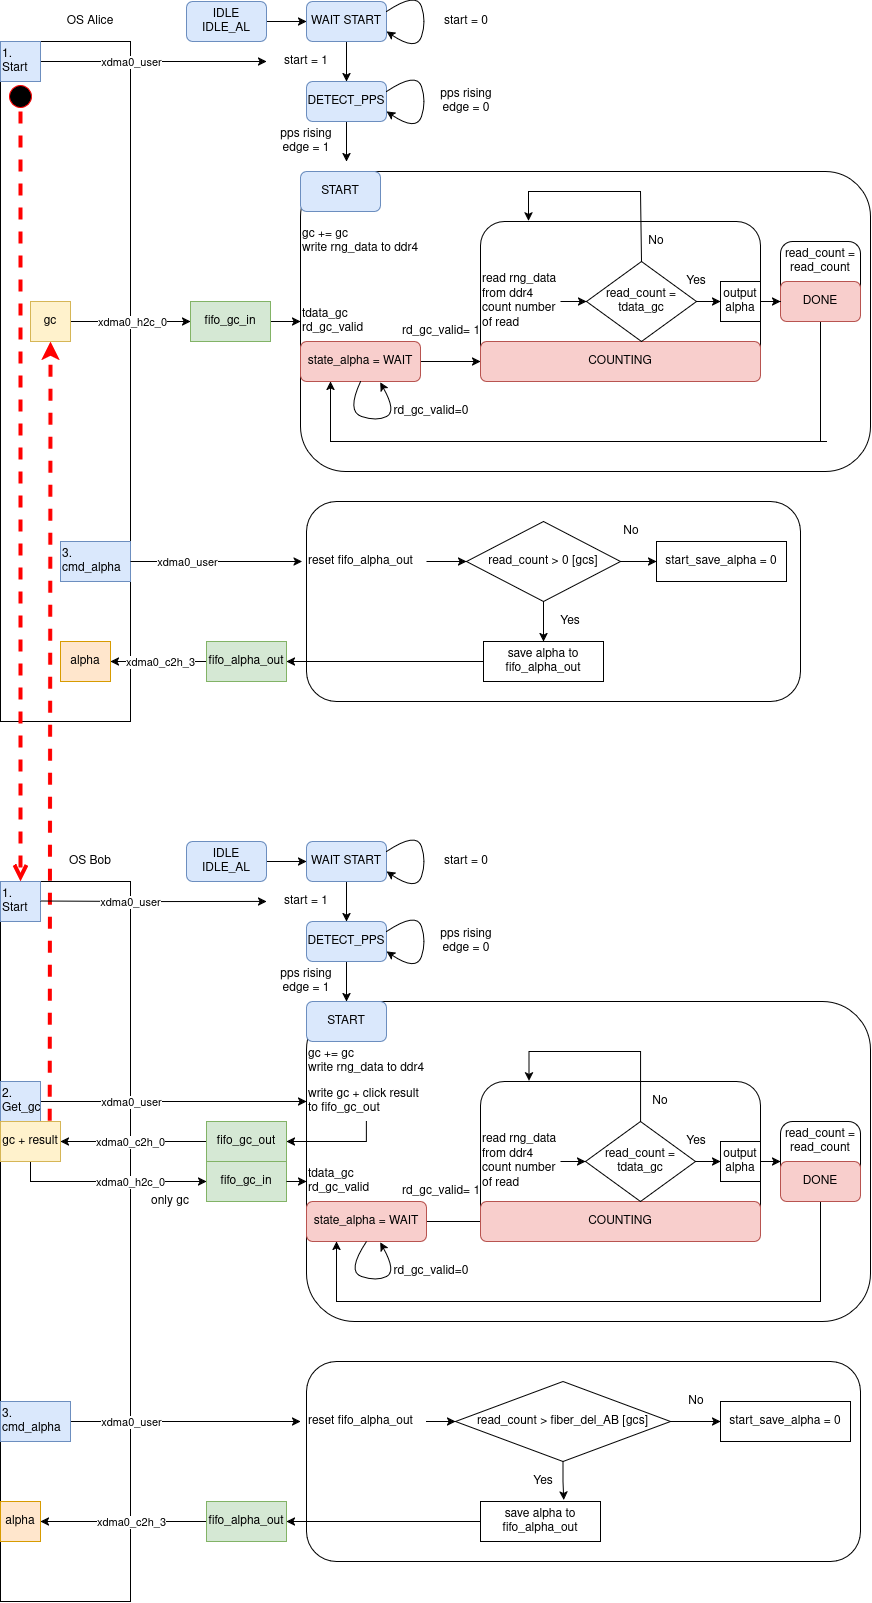 OS Alice
IDLE
IDLE_AL
WAIT START
start = 0
1.
Start
xdma0_user
start = 1
DETECT_PPS
pps rising
edge = 0
pps rising
edge = 1
START
gc += gc
write rng_data to ddr4
No
read_count =
read_count
read rng_data
from ddr4
count number
of read
read_count =
tdata_gc
Yes
output
alpha
DONE
gc
xdma0_h2c_0
fifo_gc_in
tdata_gc
rd_gc_valid
rd_gc_valid= 1
state_alpha = WAIT
COUNTING
rd_gc_valid=0
3.
cmd_alpha
xdma0_user
reset fifo_alpha_out
read_count > 0 [gcs]
No
start_save_alpha = 0
Yes
alpha
xdma0_c2h_3
fifo_alpha_out
save alpha to
fifo_alpha_out
OS Bob
IDLE
IDLE_AL
WAIT START
start = 0
1.
Start
xdma0_user
start = 1
DETECT_PPS
pps rising
edge = 0
pps rising
edge = 1
START
gc += gc
write rng_data to ddr4
2.
Get_gc
xdma0_user
write gc + click result
to fifo_gc_out
No
read_count =
read_count
gc + result
xdma0_c2h_0
fifo_gc_out
read rng_data
from ddr4
count number
of read
read_count =
tdata_gc
Yes
output
alpha
DONE
xdma0_h2c_0
only gc
fifo_gc_in
tdata_gc
rd_gc_valid
rd_gc_valid= 1
state_alpha = WAIT
COUNTING
rd_gc_valid=0
3.
cmd_alpha
xdma0_user
reset fifo_alpha_out
read_count > fiber_del_AB [gcs]
No
start_save_alpha = 0
Yes
alpha
xdma0_c2h_3
fifo_alpha_out
save alpha to
fifo_alpha_out